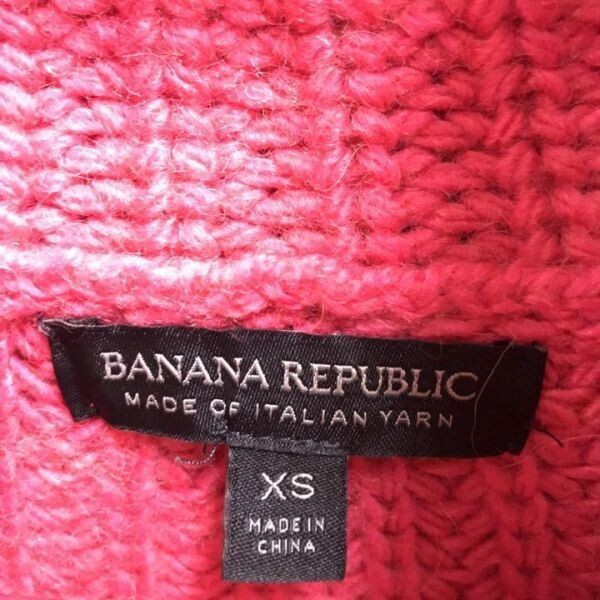 BANANA REPUBLIC
MADE OF ITALIAN YARN
XS
MADE IN
CHINA